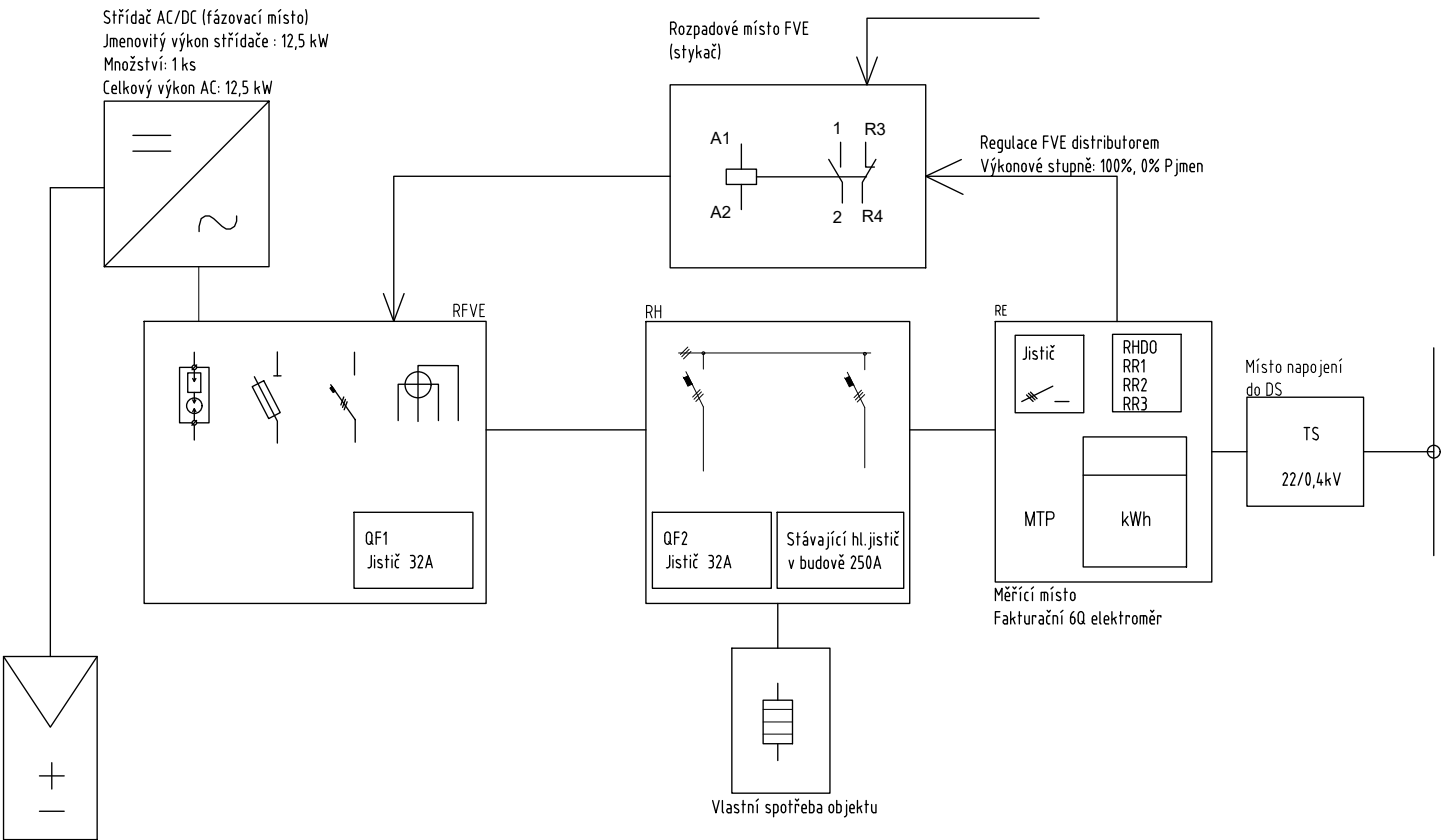 Střídač AC/DC (fázovací místo)
Jmenovitý výkon střídače : 12,5 kW
Množství: 1 ks
Celkový výkon AC: 12,5 kW
Rozpadové místo FVE
(stykač)
A1
1
R3
A2
2
R4
Regulace FVE distributorem
Výkonové stupně: 100%, 0% Pjmen
RFVE
QF1
Jistič 32A
RH
QF2
Jistič 32A
Stávající hl.jistič
v budově 250A
RE
Jistič
RHDO
RR1
RR2
RR3
MTP
kWh
Měřící místo
Fakturační 6Q elektroměr
Místo napojení
do DS
TS
22/0,4kV
Vlastní spotřeba objektu